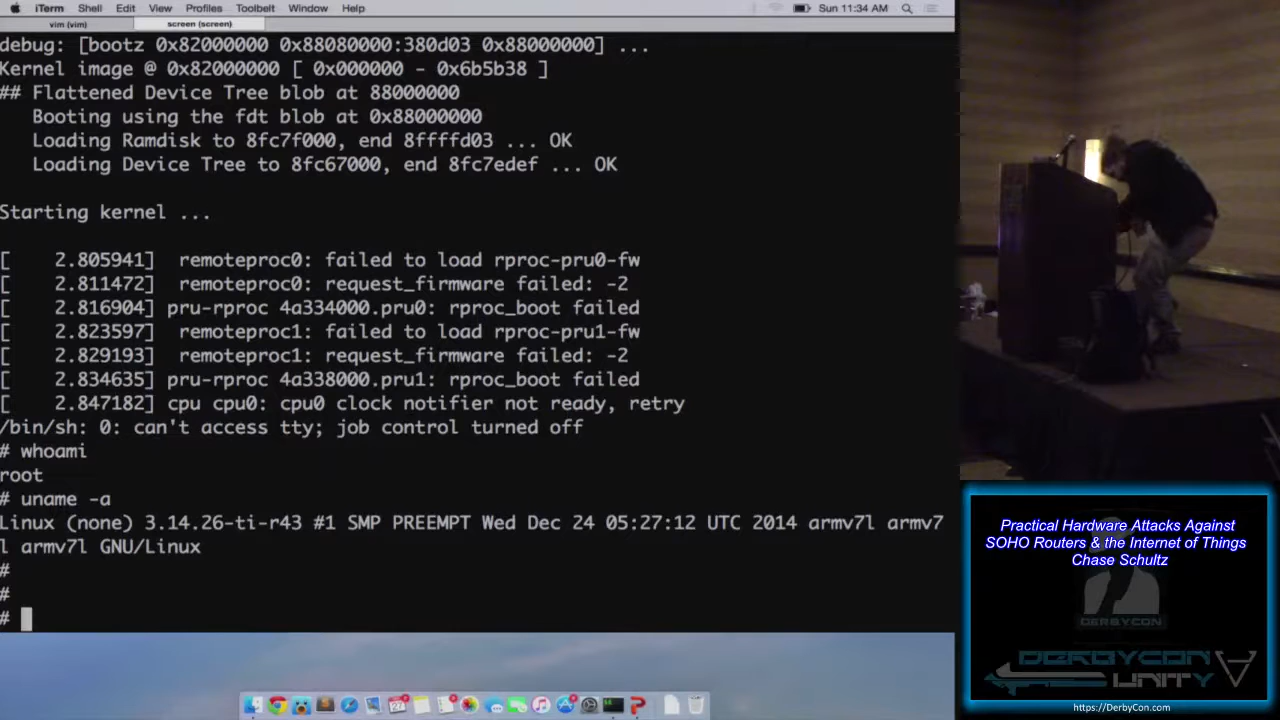 iTerm Shell Edit View Profiles Toolbelt Window Help
Sun 11:34 AM
vim (vim)
screen (screen)
debug: [bootz 0x82000000 0x88080000:380d03 0x88000000] ...
Kernel image @ 0x82000000 [ 0x000000 - 0x6b5b38 ]
## Flattened Device Tree blob at 88000000
Booting using the fdt blob at 0x88000000
Loading Ramdisk to 8fc7f000, end 8ffffd03 ... OK
Loading Device Tree to 8fc67000, end 8fc7edef ... OK
Starting kernel ...
[ 2.805941] remoteproc0: failed to load rproc-pru0-fw
[ 2.811472] remoteproc0: request_firmware failed: -2
[ 2.816904] pru-rproc 4a334000.pru0: rproc_boot failed
[ 2.823597] remoteproc1: failed to load rproc-pru1-fw
[ 2.829193] remoteproc1: request_firmware failed: -2
[ 2.834635] pru-rproc 4a338000.pru1: rproc_boot failed
[ 2.847182] cpu cpu0: cpu0 clock notifier not ready, retry
/bin/sh: 0: can't access tty; job control turned off
# whoami
root
# uname -a
Linux (none) 3.14.26-ti-r43 #1 SMP PREEMPT Wed Dec 24 05:27:12 UTC 2014 armv7l armv7
l armv7l GNU/Linux
#
#
#
Practical Hardware Attacks Against
SOHO Routers & the Internet of Things
Chase Schultz
DERBYCON
DERBYCON
UNITY
https://DerbyCon.com